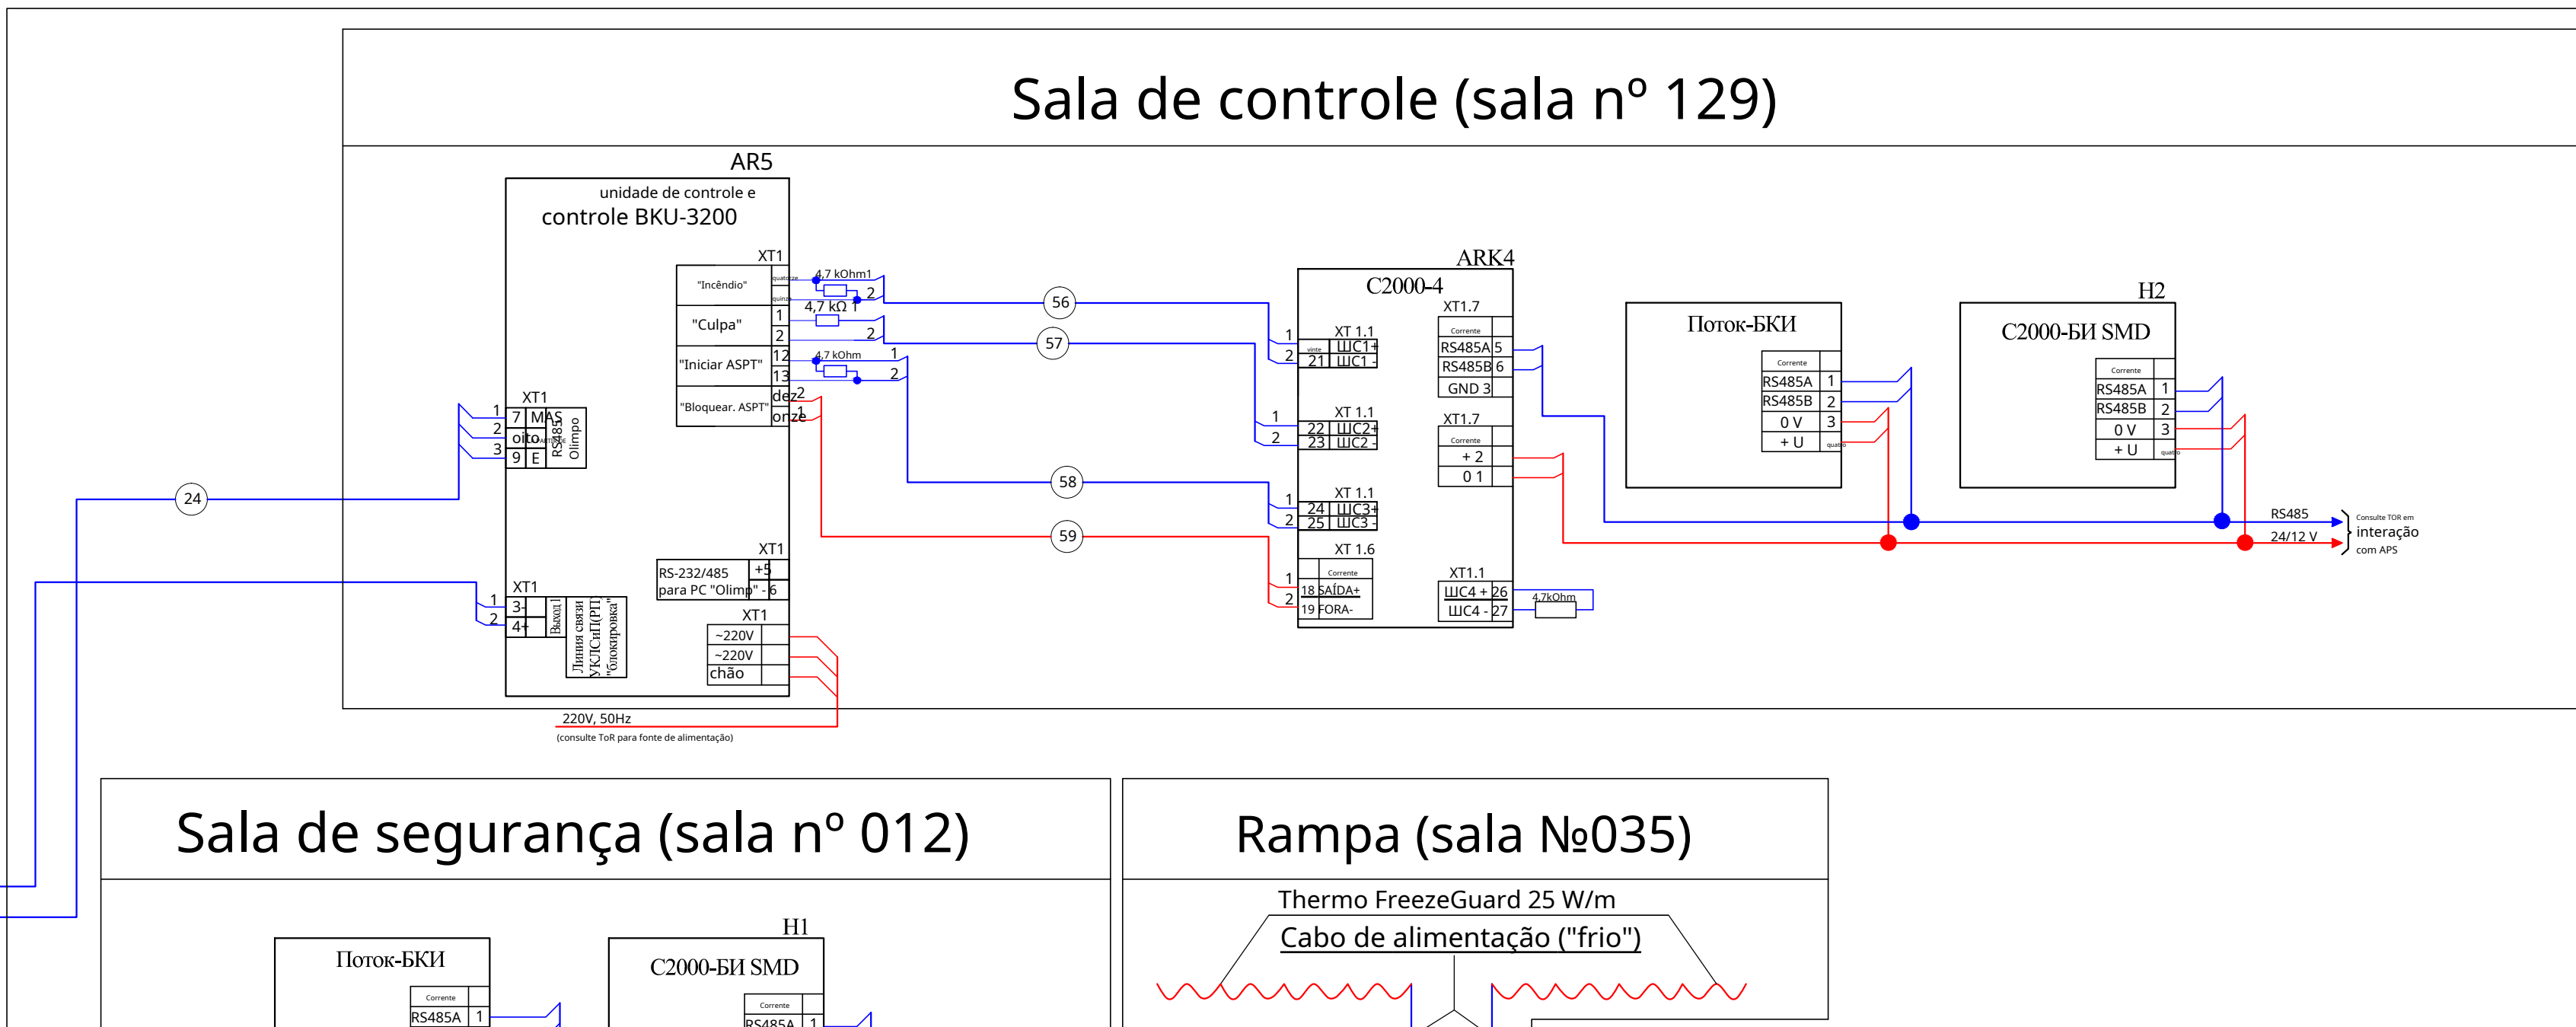 Sala de controle (sala nº 129)
AR5
unidade de controle e
controle BKU-3200
XT1
"Incêndio"
quatorze
quinze
4,7 kOhm1
2
"Culpa"
1
2
4,7 kΩ 1
2
"Iniciar ASPT"
12
13
4,7 kOhm
1
2
"Bloquear. ASPT"
dez
onze
2
1
XT1
1
2
3
7 MAS
oito
9 E
RS485
Olimpo
24
56
57
58
59
XT1
RS-232/485
para PC "Olimp"
+5
- 6
XT1
1
2
3-
4+
Выход1
Линия связи
УКЛСиП(РП)
"блокировка"
XT1
~220V
~220V
chão
220V, 50Hz
(consulte ToR para fonte de alimentação)
ARK4
C2000-4
XT 1.1
1
2
vinte ШС1+
21 ШС1 -
XT 1.1
1
2
22 ШС2+
23 ШС2 -
XT 1.1
1
2
24 ШС3+
25 ШС3 -
XT 1.6
Corrente
1
2
18 SAÍDA+
19 FORA-
XT1.7
Corrente
RS485A 5
RS485B 6
GND 3
XT1.7
Corrente
+ 2
0 1
XT1.1
ШС4 + 26
ШС4 - 27
4.7kOhm
Поток-БКИ
Corrente
RS485A 1
RS485B 2
0 V 3
+ U quatro
H2
С2000-БИ SMD
Corrente
RS485A 1
RS485B 2
0 V 3
+ U quatro
RS485
24/12 V
Consulte TOR em
interação
com APS
Sala de segurança (sala nº 012)
Поток-БКИ
Corrente
RS485A 1
H1
С2000-БИ SMD
Corrente
RS485A 1
Rampa (sala №035)
Thermo FreezeGuard 25 W/m
Cabo de alimentação ("frio")